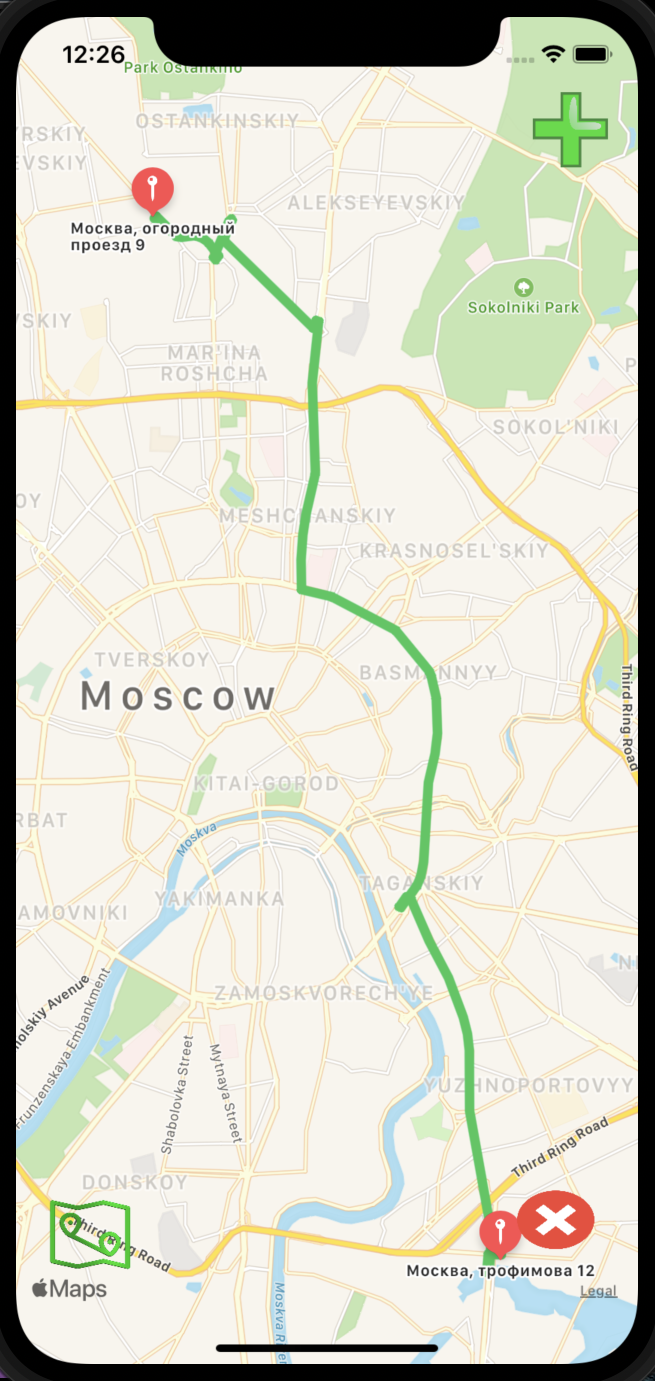 12:26
Park Ostankino
OSTANKINSKIY
RSKIY
EVSKIY
ALEKSEYEVSKIY
Москва, огородный
проезд 9
Sokolniki Park
VSKIY
MAR'INA
ROSHCHA
SOKOL'NIKI
OY
MESHCHANSKIY
KRASNOSEL'SKIY
TVERSKOY
BASMANNYY
Moscow
Third Ring Road
KITAI-GOROD
RBAT
Moskva
TAGANSKIY
YAKIMANKA
AMOVNIKI
ZAMOSKVORECH'YE
NI
olskiy Avenue
Frunzenskaya Embankment
Shabolovka Street
Mytnaya Street
YUZHNOPORTOVYY
Third Ring Road
DONSKOY
Third Ring Road
Москва, трофимова 12
Maps
Legal
Moskva R